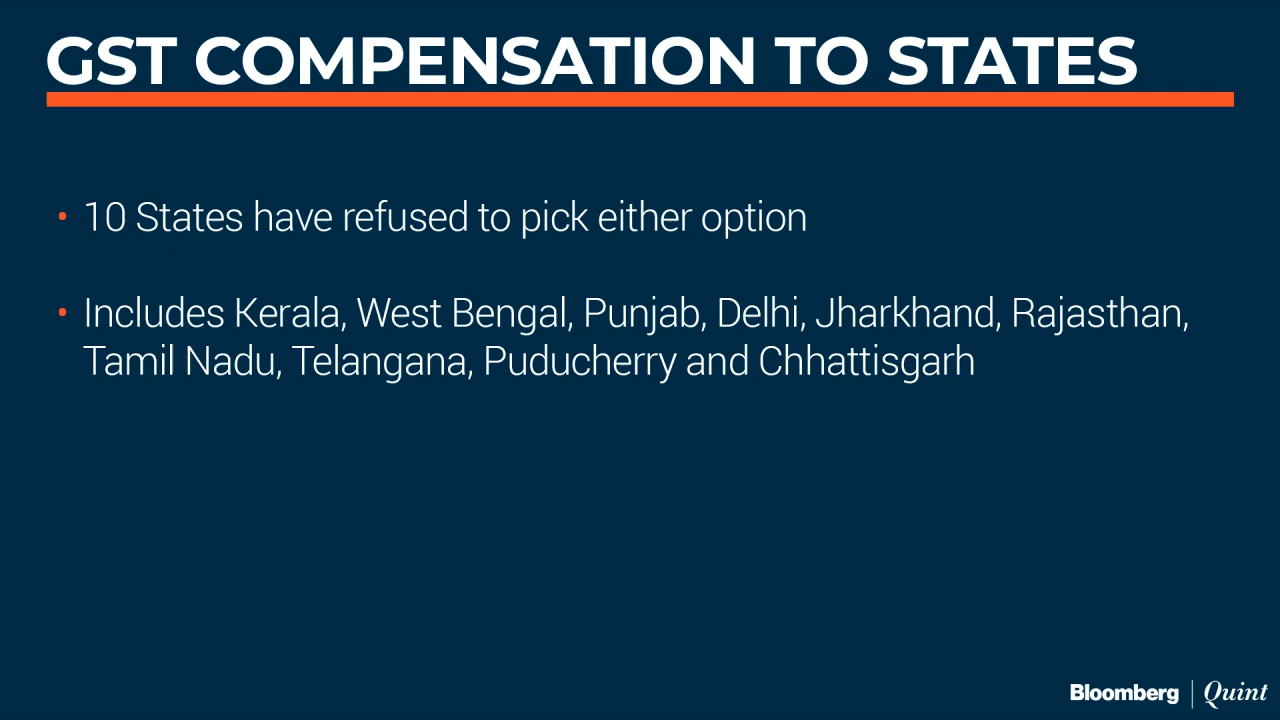 GST COMPENSATION TO STATES
• 10 States have refused to pick either option
• Includes Kerala, West Bengal, Punjab, Delhi, Jharkhand, Rajasthan,
Tamil Nadu, Telangana, Puducherry and Chhattisgarh
Bloomberg | Quint